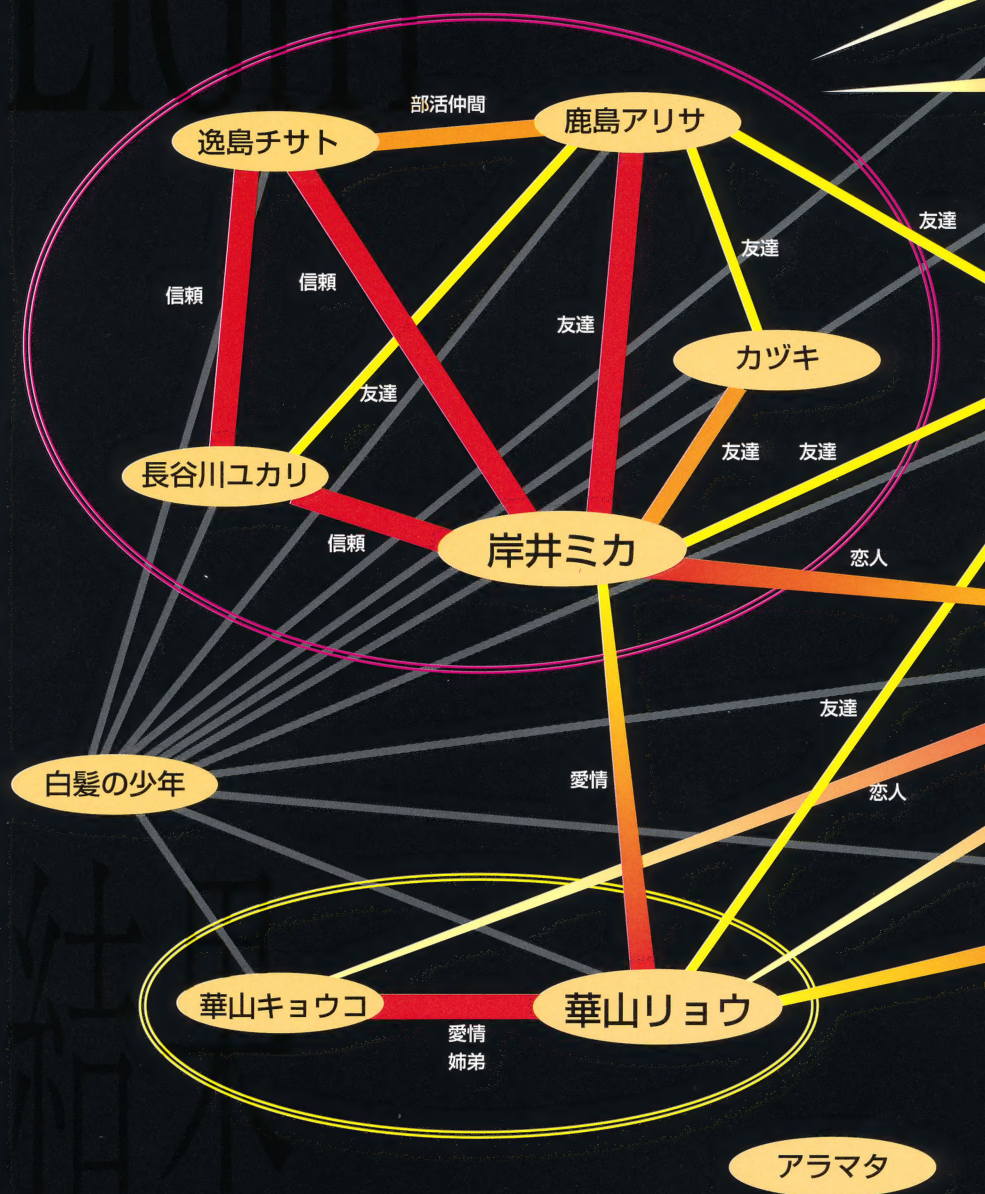 部活仲間
逸島チサト
鹿島アリサ
友達
友達
信頼
信頼
友達
カヅキ
友達
友達
友達
長谷川ユカリ
信頼
岸井ミカ
恋人
友達
白髪の少年
愛情
恋人
華山キョウコ
華山リョウ
愛情
姉弟
アラマタ